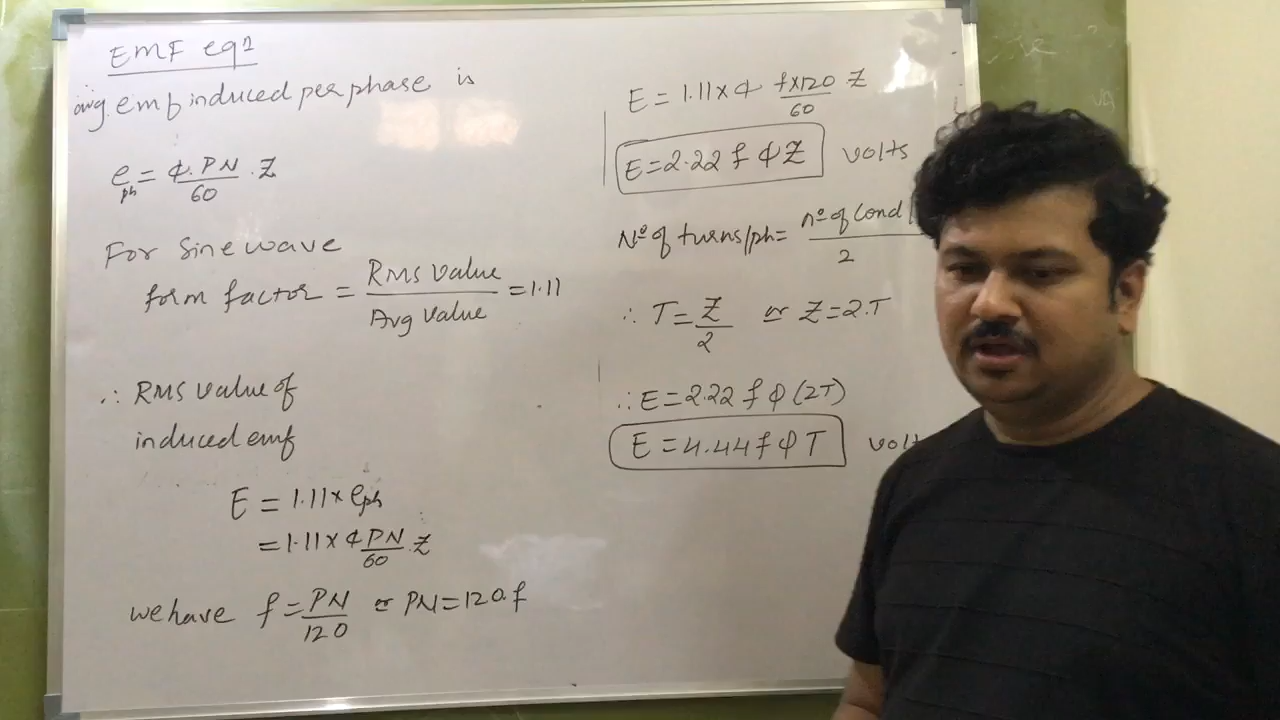 EMF eqn
avg. emf induced per phase is
eph = Φ.PN/60 . Z
For Sine wave
form factor = Rms value/Avg value = 1.11
∴ RMS value of
induced emf
E = 1.11 × eph
= 1.11 × Φ PN/60 . Z
we have f = PN/120 or PN = 120.f
E = 1.11 × Φ f×120/60 Z
E = 2.22 f Φ Z volts
Nº of turns/ph = nº of Cond/2
∴ T = Z/2 or Z = 2.T
∴ E = 2.22 f Φ (2T)
E = 4.44 f Φ T volt